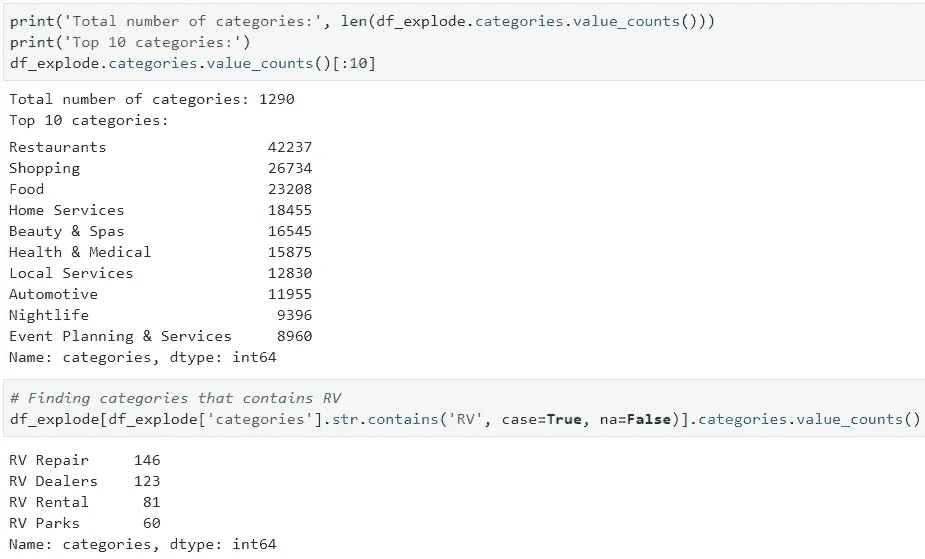 print('Total number of categories:', len(df_explode.categories.value_counts()))
print('Top 10 categories:')
df_explode.categories.value_counts()[:10]
Total number of categories: 1290
Top 10 categories:
Restaurants 42237
Shopping 26734
Food 23208
Home Services 18455
Beauty & Spas 16545
Health & Medical 15875
Local Services 12830
Automotive 11955
Nightlife 9396
Event Planning & Services 8960
Name: categories, dtype: int64
# Finding categories that contains RV
df_explode[df_explode['categories'].str.contains('RV', case=True, na=False)].categories.value_counts()
RV Repair 146
RV Dealers 123
RV Rental 81
RV Parks 60
Name: categories, dtype: int64